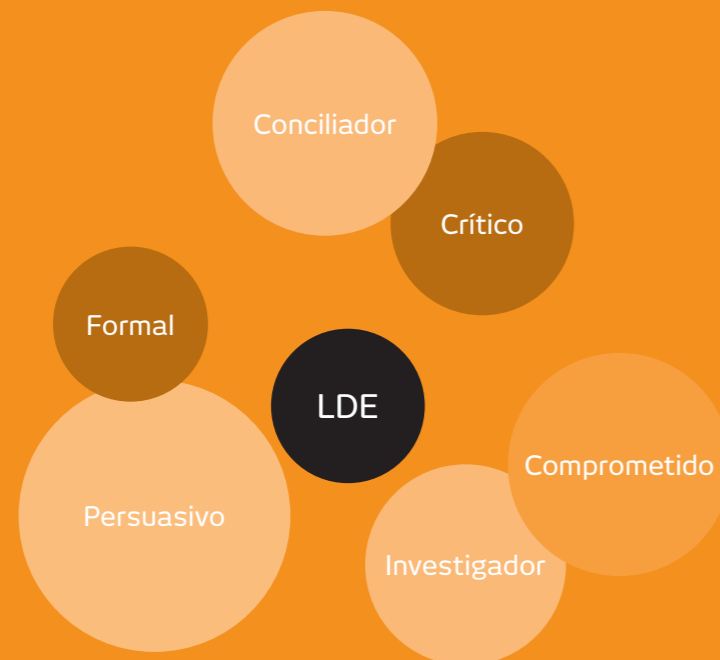 Conciliador
Crítico
Formal
LDE
Comprometido
Persuasivo
Investigador